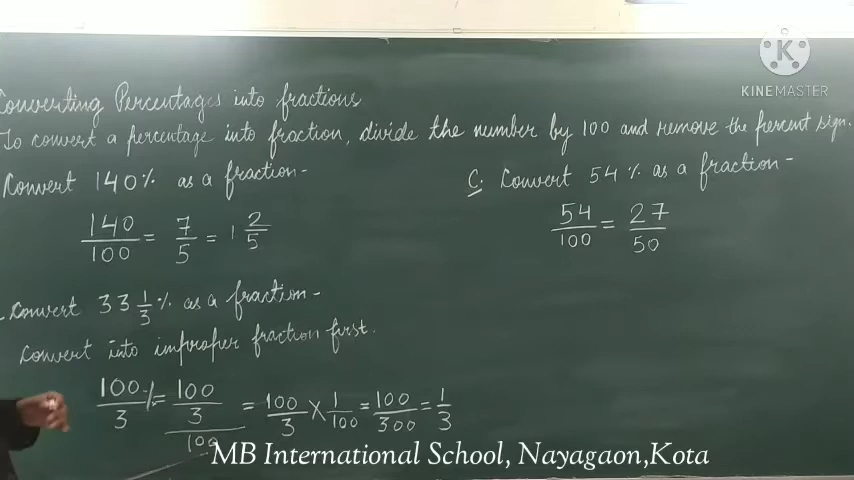 Converting Percentages into fractions
To convert a percentage into fraction, divide the number by 100 and remove the percent sign.
Convert 140% as a fraction-
140/100 = 7/5 = 1 2/5
Convert 33 1/3 % as a fraction-
Convert into improper fraction first.
100/3 % = 100/3/100 = 100/3 × 1/100 = 100/300 = 1/3
C. Convert 54% as a fraction-
54/100 = 27/50
K
KINEMASTER
MB International School, Nayagaon,Kota